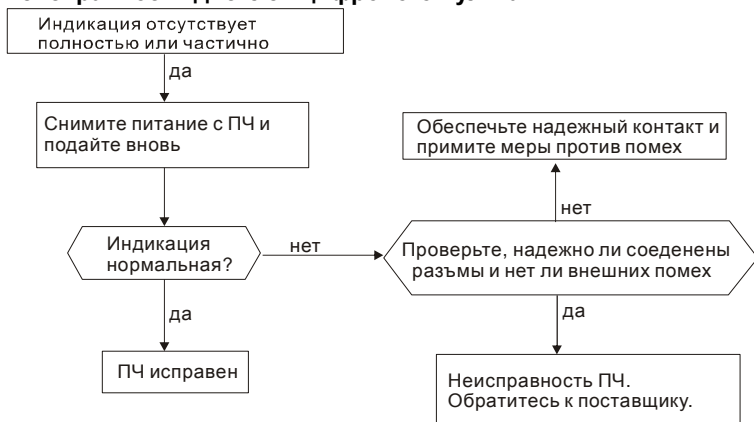 Индикация отсутствует
полностью или частично
да
Снимите питание с ПЧ и
подайте вновь
Обеспечьте надежный контакт и
примите меры против помех
нет
Индикация
нормальная?
нет
Проверьте, надежно ли соеденены
разъмы и нет ли внешних помех
да
да
ПЧ исправен
Неисправность ПЧ.
Обратитесь к поставщику.